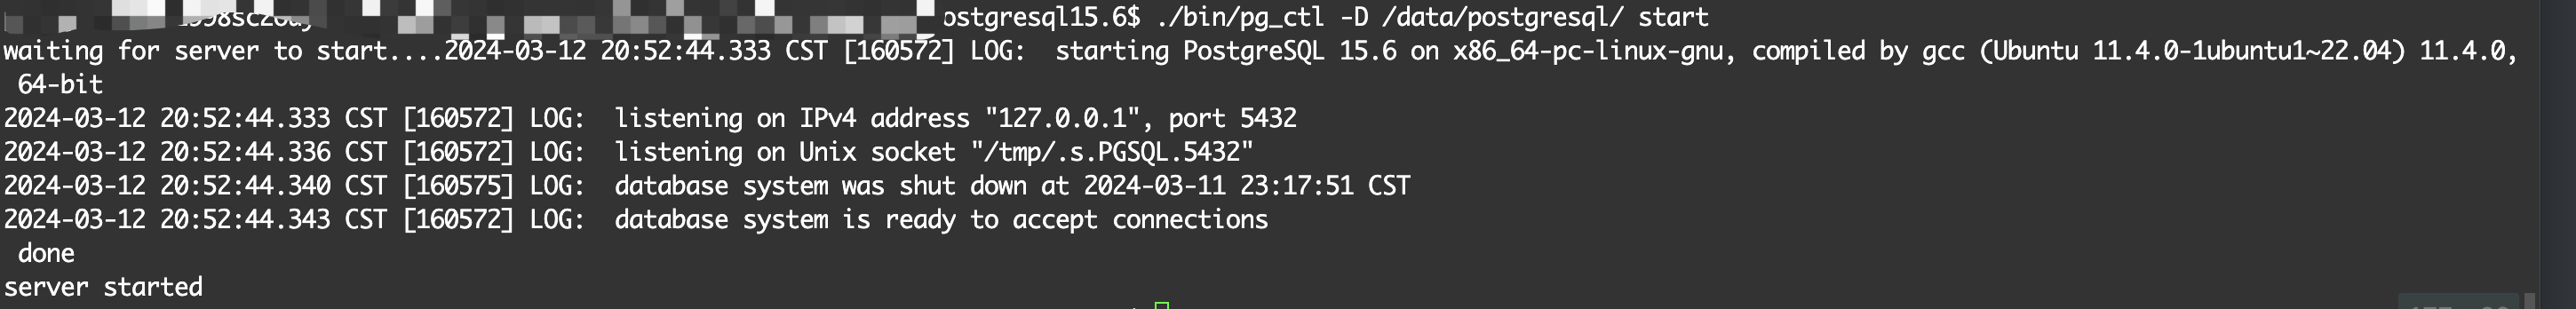 ostgresql15.6$ ./bin/pg_ctl -D /data/postgresql/ start
waiting for server to start....2024-03-12 20:52:44.333 CST [160572] LOG:  starting PostgreSQL 15.6 on x86_64-pc-linux-gnu, compiled by gcc (Ubuntu 11.4.0-1ubuntu1~22.04) 11.4.0,
 64-bit
2024-03-12 20:52:44.333 CST [160572] LOG:  listening on IPv4 address "127.0.0.1", port 5432
2024-03-12 20:52:44.336 CST [160572] LOG:  listening on Unix socket "/tmp/.s.PGSQL.5432"
2024-03-12 20:52:44.340 CST [160575] LOG:  database system was shut down at 2024-03-11 23:17:51 CST
2024-03-12 20:52:44.343 CST [160572] LOG:  database system is ready to accept connections
 done
server started